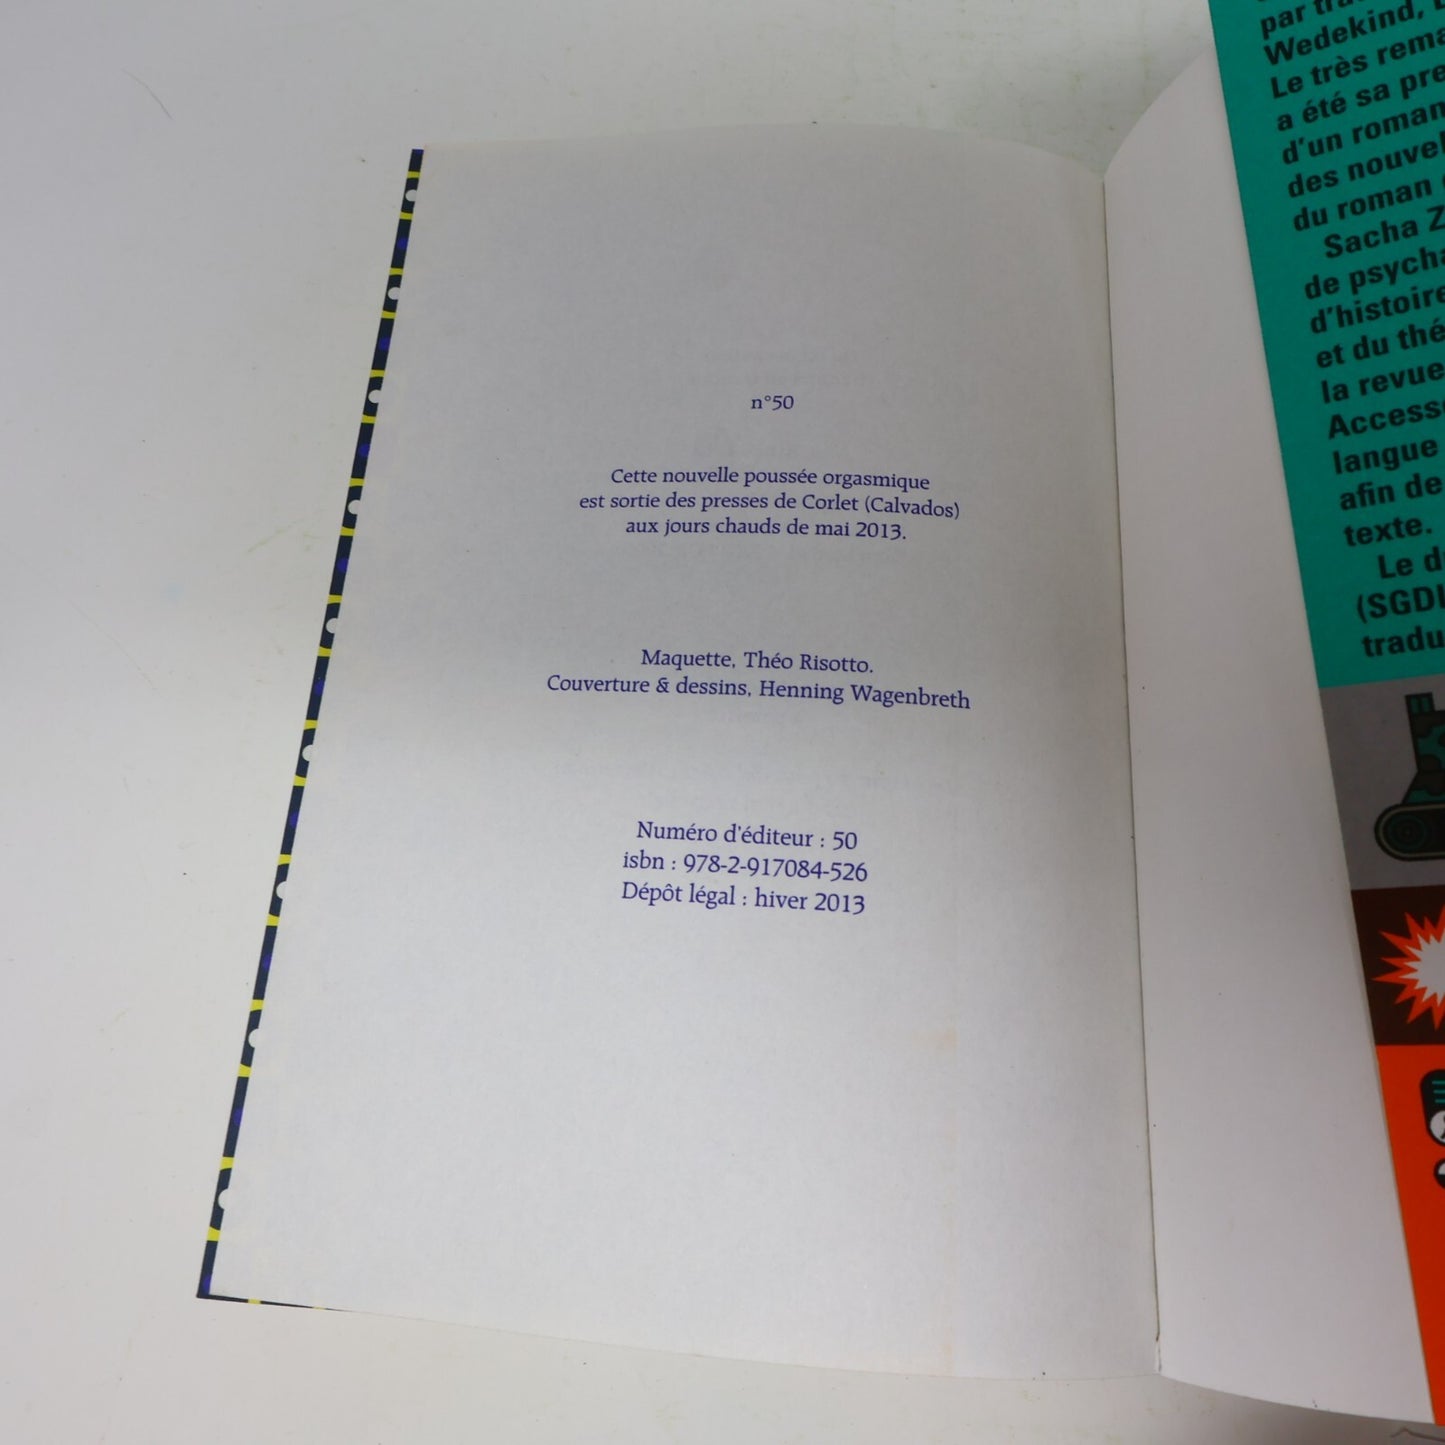 n°50
Cette nouvelle poussée orgasmique
est sortie des presses de Corlet (Calvados)
aux jours chauds de mai 2013.
Maquette, Théo Risotto.
Couverture & dessins, Henning Wagenbreth
Numéro d'éditeur : 50
isbn : 978-2-917084-526
Dépôt légal : hiver 2013
par
Wedekind,
Le très
a été sa
d'un roman
des
du roman
Sacha
de
d'histoire
et du
la revue
langue
afin de
texte.
Le
(SGDL